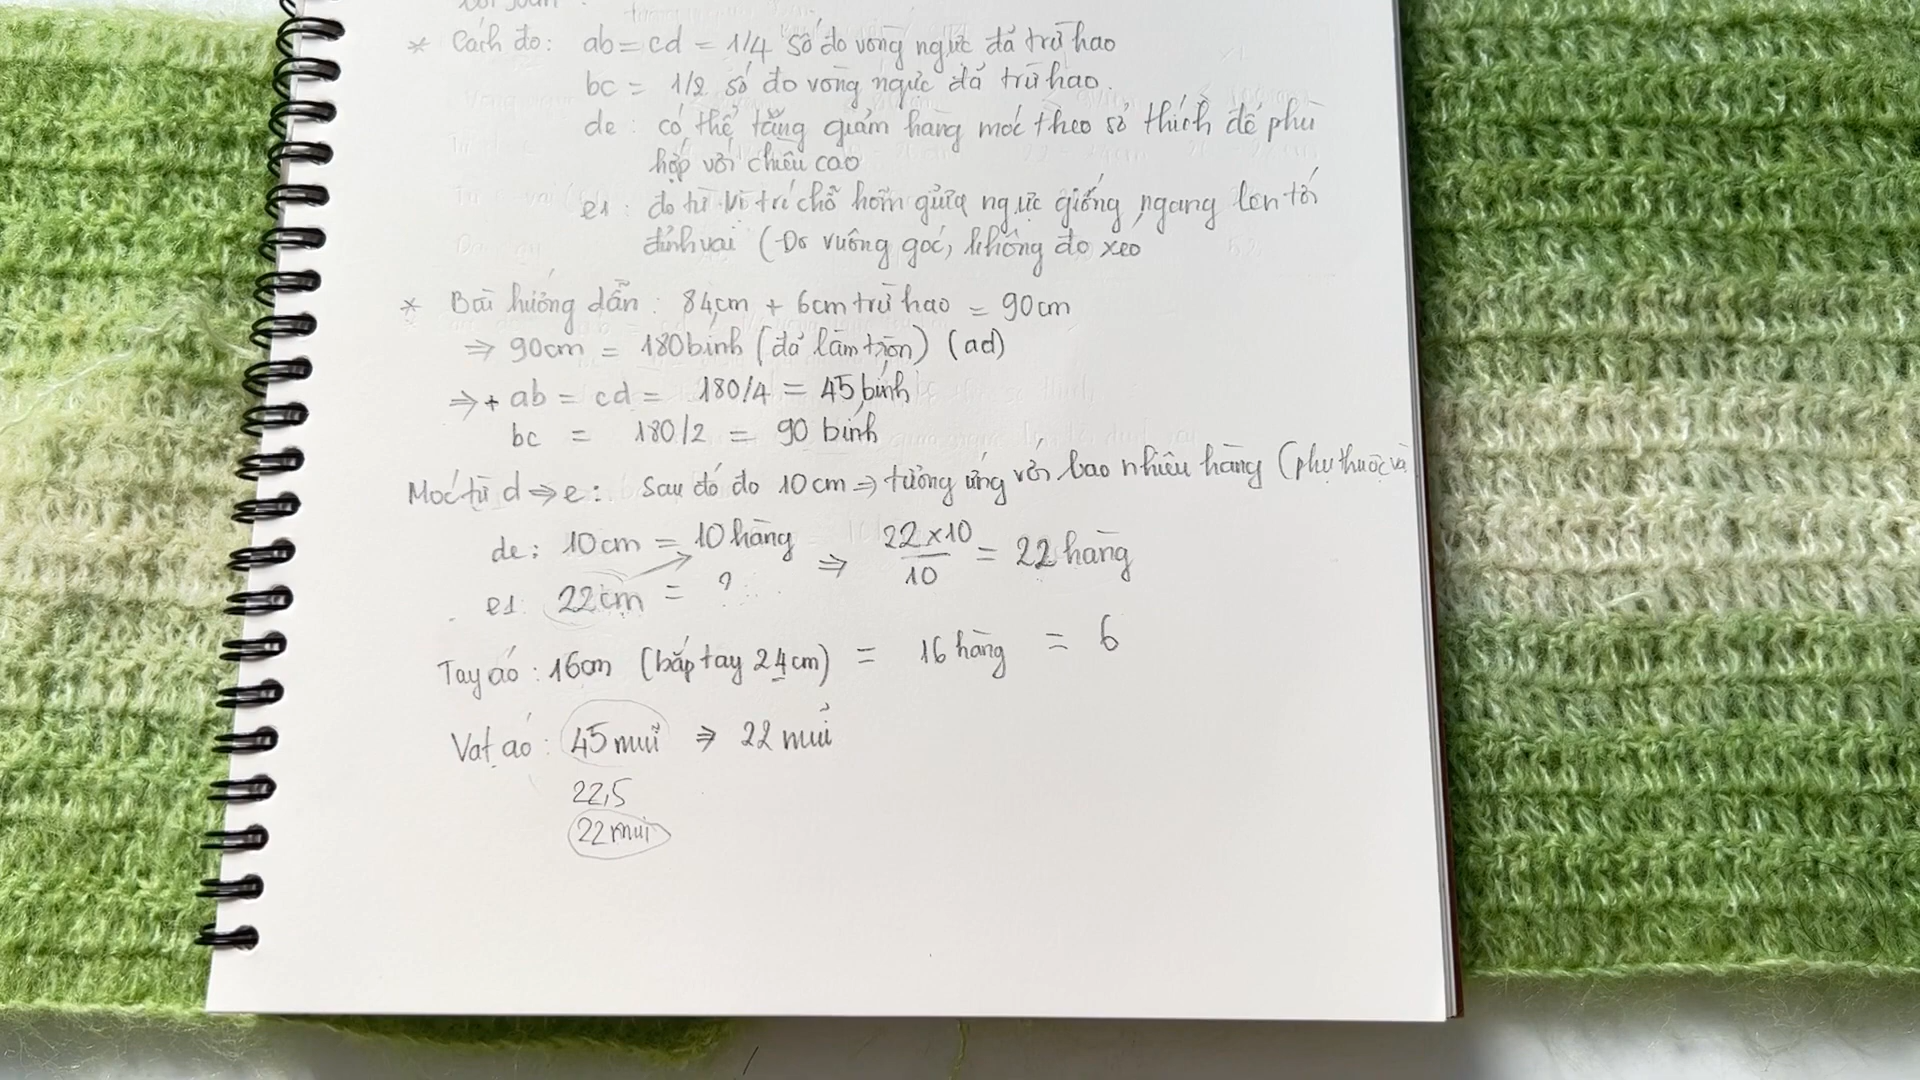 * Cách đo: ab = cd = 1/4 số đo vòng ngực đã trừ hao
bc = 1/2 số đo vòng ngực đã trừ hao.
de: có thể tăng giảm hàng móc theo sở thích để phù
hợp với chiều cao
e1: đo từ vị trí chỗ hõm giữa ngực gióng ngang lên tới
đỉnh vai (Đo vuông góc, không đo xéo
* Bài hướng dẫn: 84cm + 6cm trừ hao = 90cm
⇒ 90cm = 180 bính (đã làm tròn) (ad)
⇒ + ab = cd = 180/4 = 45 bính
bc = 180/2 = 90 bính
Móc từ d ⇒ e: Sau đó đo 10cm ⇒ tương ứng với bao nhiêu hàng (phụ thuộc và
de: 10cm = 10 hàng ⇒ 22×10/10 = 22 hàng
e1: 22cm = ?
Tay áo: 16cm (bắp tay 24cm) = 16 hàng = 6
Vạt áo: 45 mũi ⇒ 22 mũi
22,5
22 mũi